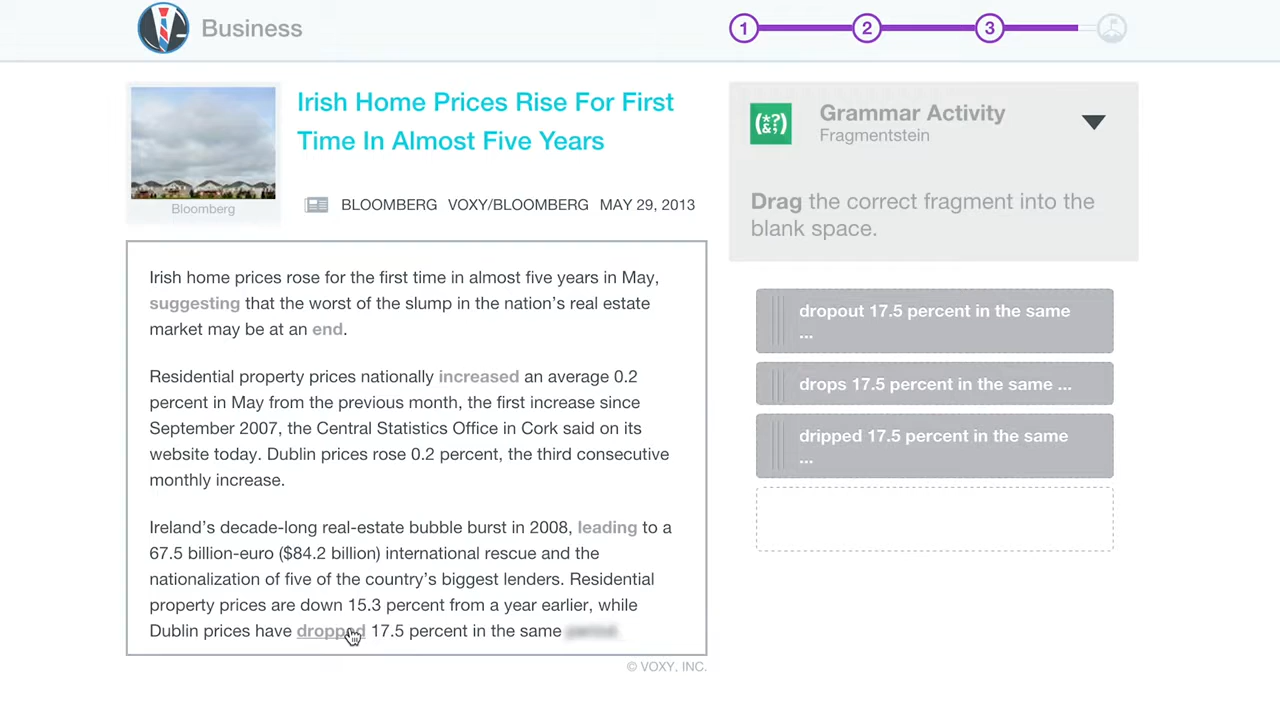 Business
1
2
3
Irish Home Prices Rise For First
Time In Almost Five Years
Bloomberg
BLOOMBERG VOXY/BLOOMBERG MAY 29, 2013
Irish home prices rose for the first time in almost five years in May,
suggesting that the worst of the slump in the nation's real estate
market may be at an end.
Residential property prices nationally increased an average 0.2
percent in May from the previous month, the first increase since
September 2007, the Central Statistics Office in Cork said on its
website today. Dublin prices rose 0.2 percent, the third consecutive
monthly increase.
Ireland's decade-long real-estate bubble burst in 2008, leading to a
67.5 billion-euro ($84.2 billion) international rescue and the
nationalization of five of the country's biggest lenders. Residential
property prices are down 15.3 percent from a year earlier, while
Dublin prices have dropped 17.5 percent in the same
© VOXY, INC.
(*?
&;)
Grammar Activity
Fragmentstein
Drag the correct fragment into the
blank space.
dropout 17.5 percent in the same
...
drops 17.5 percent in the same ...
dripped 17.5 percent in the same
...